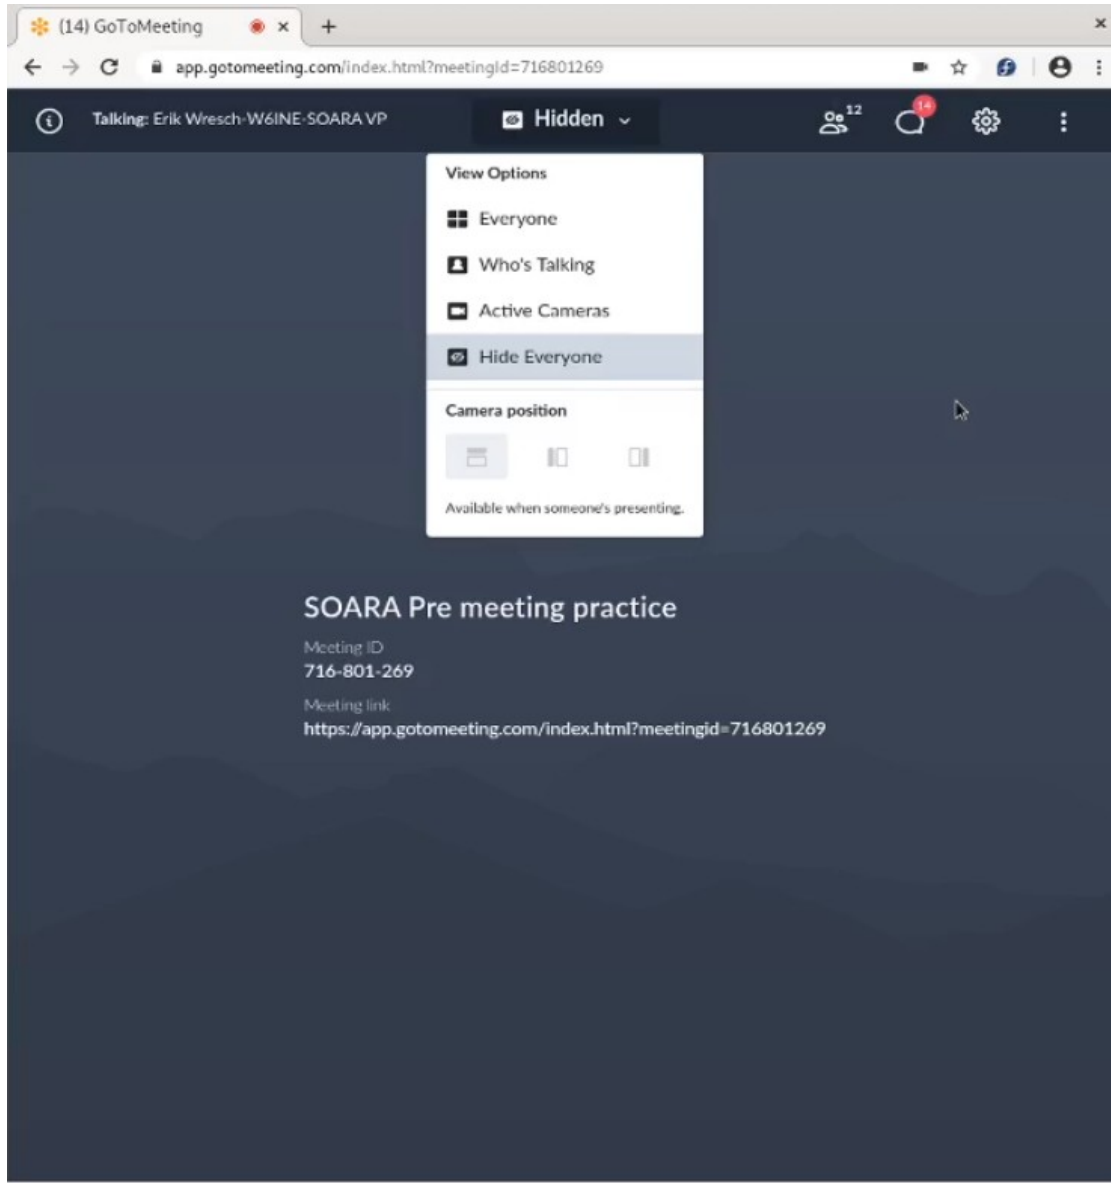 (14) GoToMeeting
app.gotomeeting.com/index.html?meetingId=716801269
Talking: Erik Wresch-W6INE-SOARA VP
Hidden
12
14
View Options
Everyone
Who's Talking
Active Cameras
Hide Everyone
Camera position
Available when someone's presenting.
SOARA Pre meeting practice
Meeting ID
716-801-269
Meeting link
https://app.gotomeeting.com/index.html?meetingid=716801269